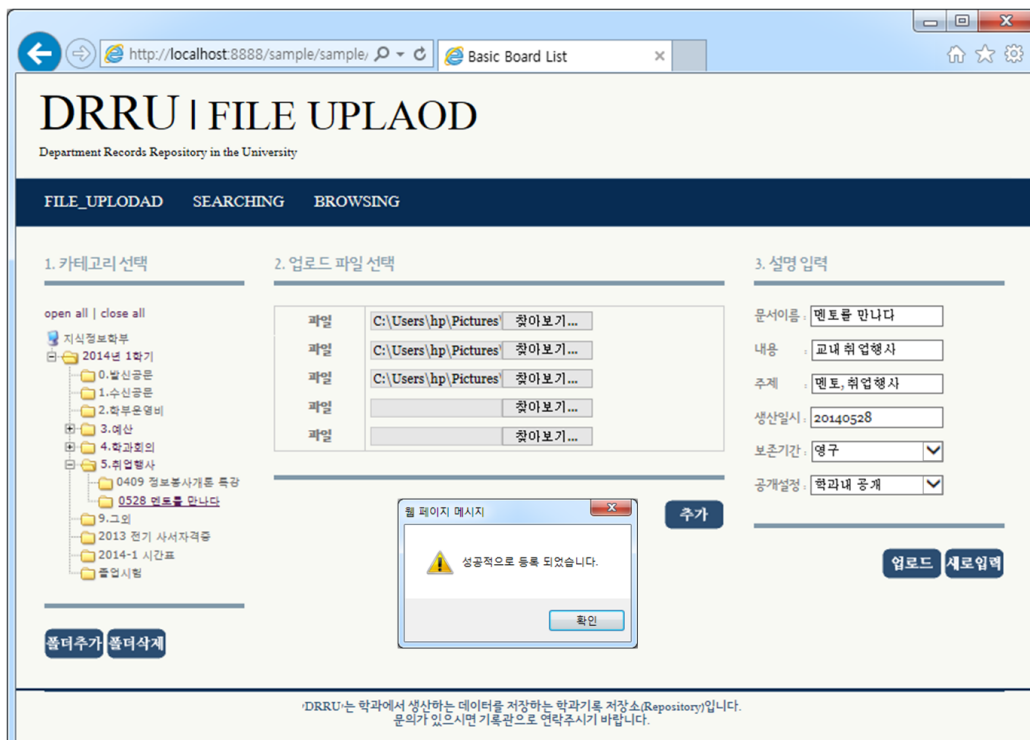 http://localhost:8888/sample/sample/
Basic Board List
DRRU | FILE UPLAOD
Department Records Repository in the University
FILE_UPLODAD SEARCHING BROWSING
1. 카테고리 선택
open all | close all
지식정보학부
2014년 1학기
0.발신공문
1.수신공문
2.학부운영비
3.예산
4.학과회의
5.취업행사
0409 정보봉사개론 특강
0528 멘토를 만나다
9.그외
2013 전기 사서자격증
2014-1 시간표
졸업시험
폴더추가 폴더삭제
2. 업로드 파일 선택
파일 C:\Users\hp\Pictures\ 찾아보기...
파일 C:\Users\hp\Pictures\ 찾아보기...
파일 C:\Users\hp\Pictures\ 찾아보기...
파일 찾아보기...
파일 찾아보기...
추가
웹 페이지 메시지
성공적으로 등록 되었습니다.
확인
3. 설명 입력
문서이름 : 멘토를 만나다
내용 : 교내 취업행사
주제 : 멘토, 취업행사
생산일시 : 20140528
보존기간 : 영구
공개설정 : 학과내 공개
업로드 새로입력
'DRRU'는 학과에서 생산하는 데이터를 저장하는 학과기록 저장소(Repository)입니다.
문의가 있으시면 기록관으로 연락주시기 바랍니다.